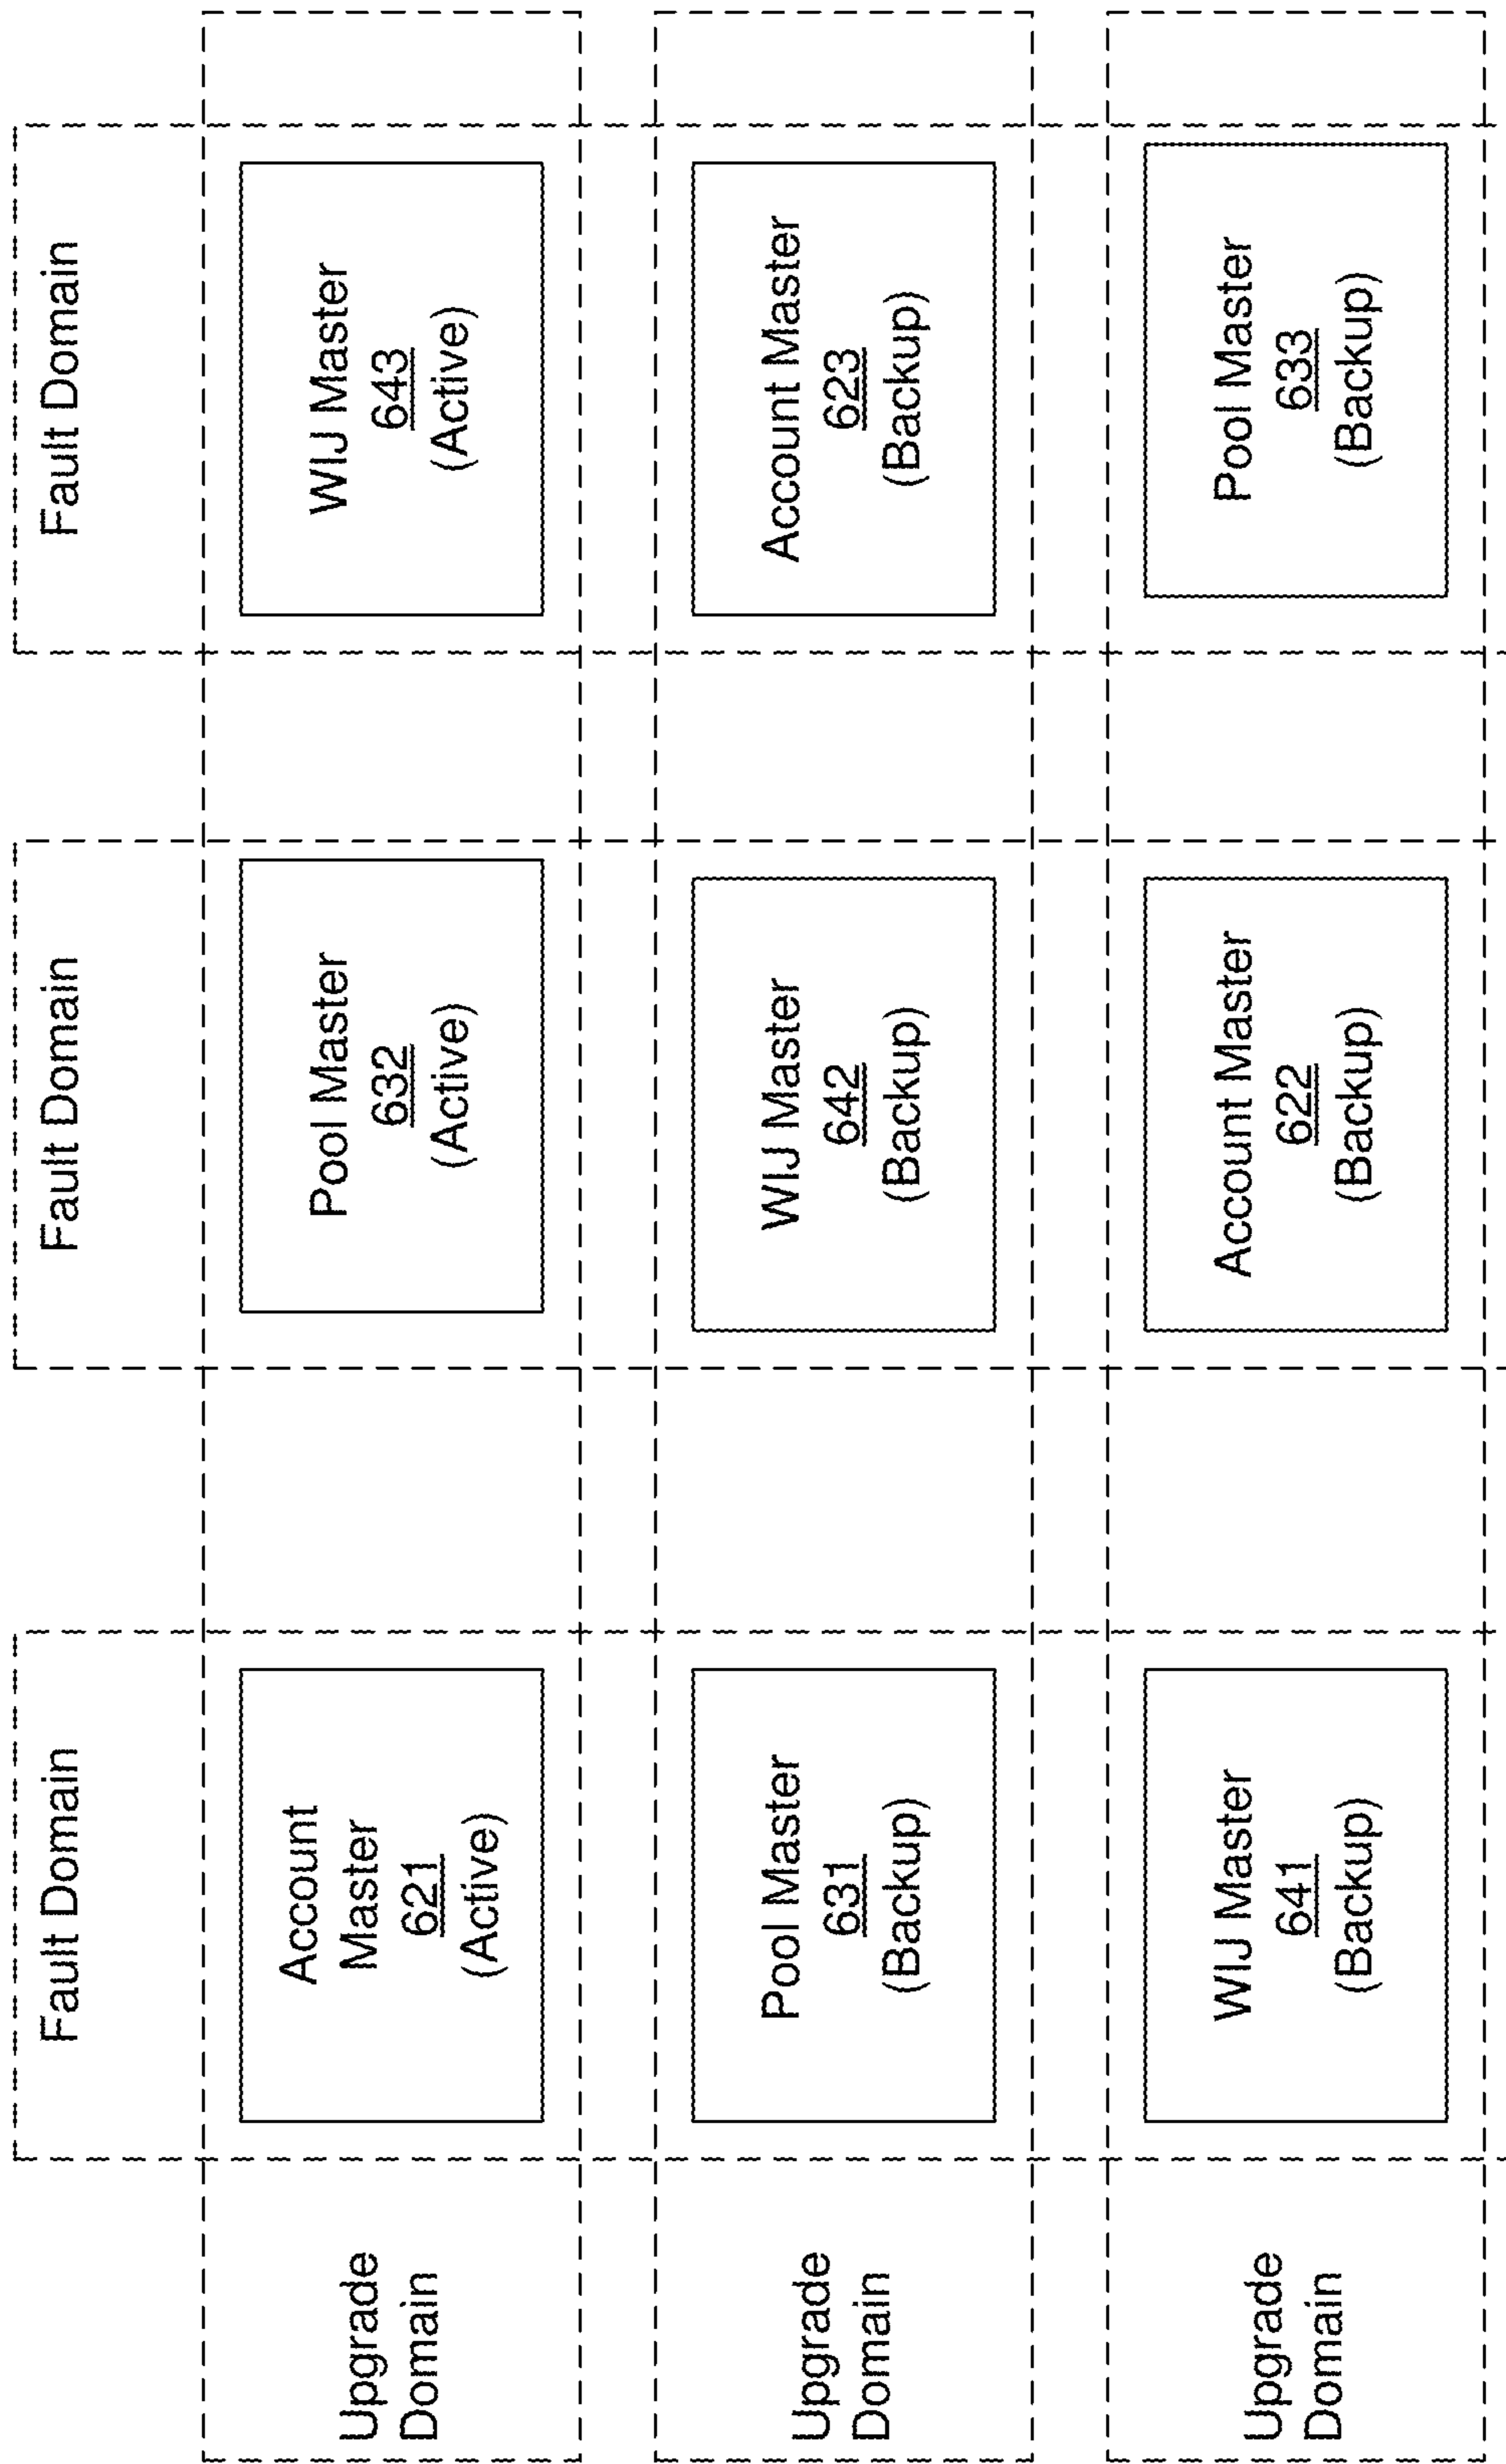 Fault Domain
Fault Domain
Fault Domain
Upgrade
Domain
Account
Master
621
(Active)
Pool Master
632
(Active)
WIJ Master
643
(Active)
Upgrade
Domain
Pool Master
631
(Backup)
WIJ Master
642
(Backup)
Account Master
623
(Backup)
Upgrade
Domain
WIJ Master
641
(Backup)
Account Master
622
(Backup)
Pool Master
633
(Backup)